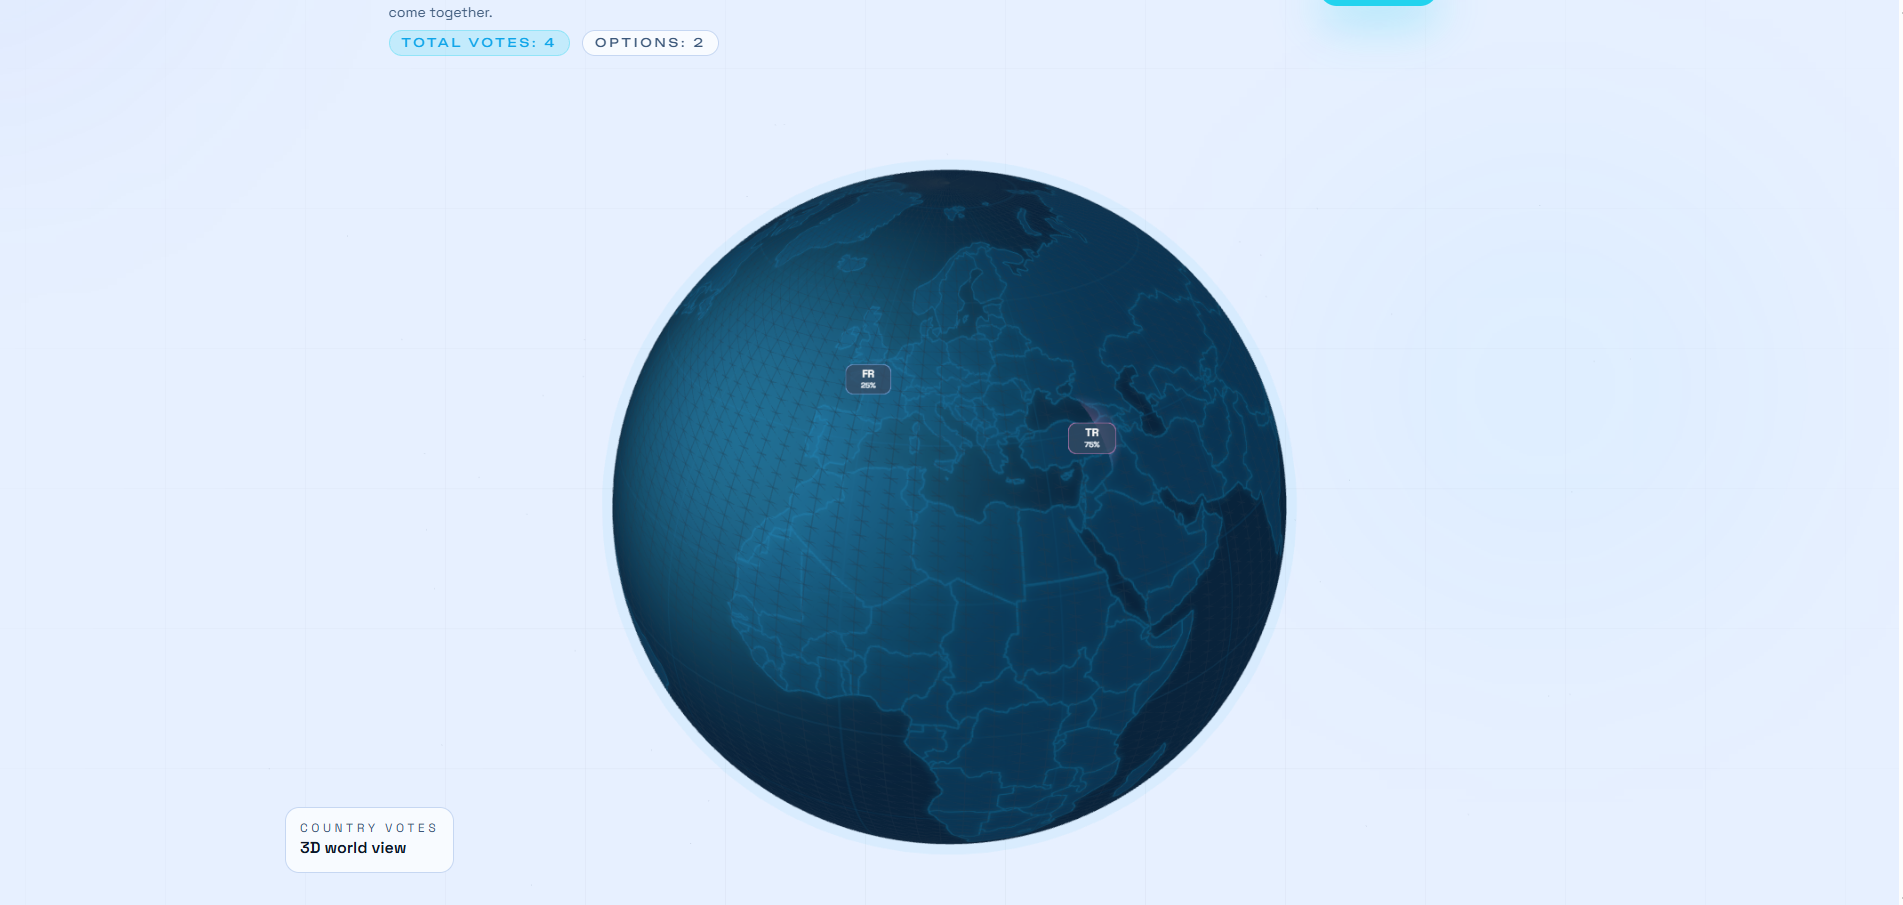 come together.
TOTAL VOTES: 4
OPTIONS: 2
FR
25%
TR
75%
COUNTRY VOTES
3D world view